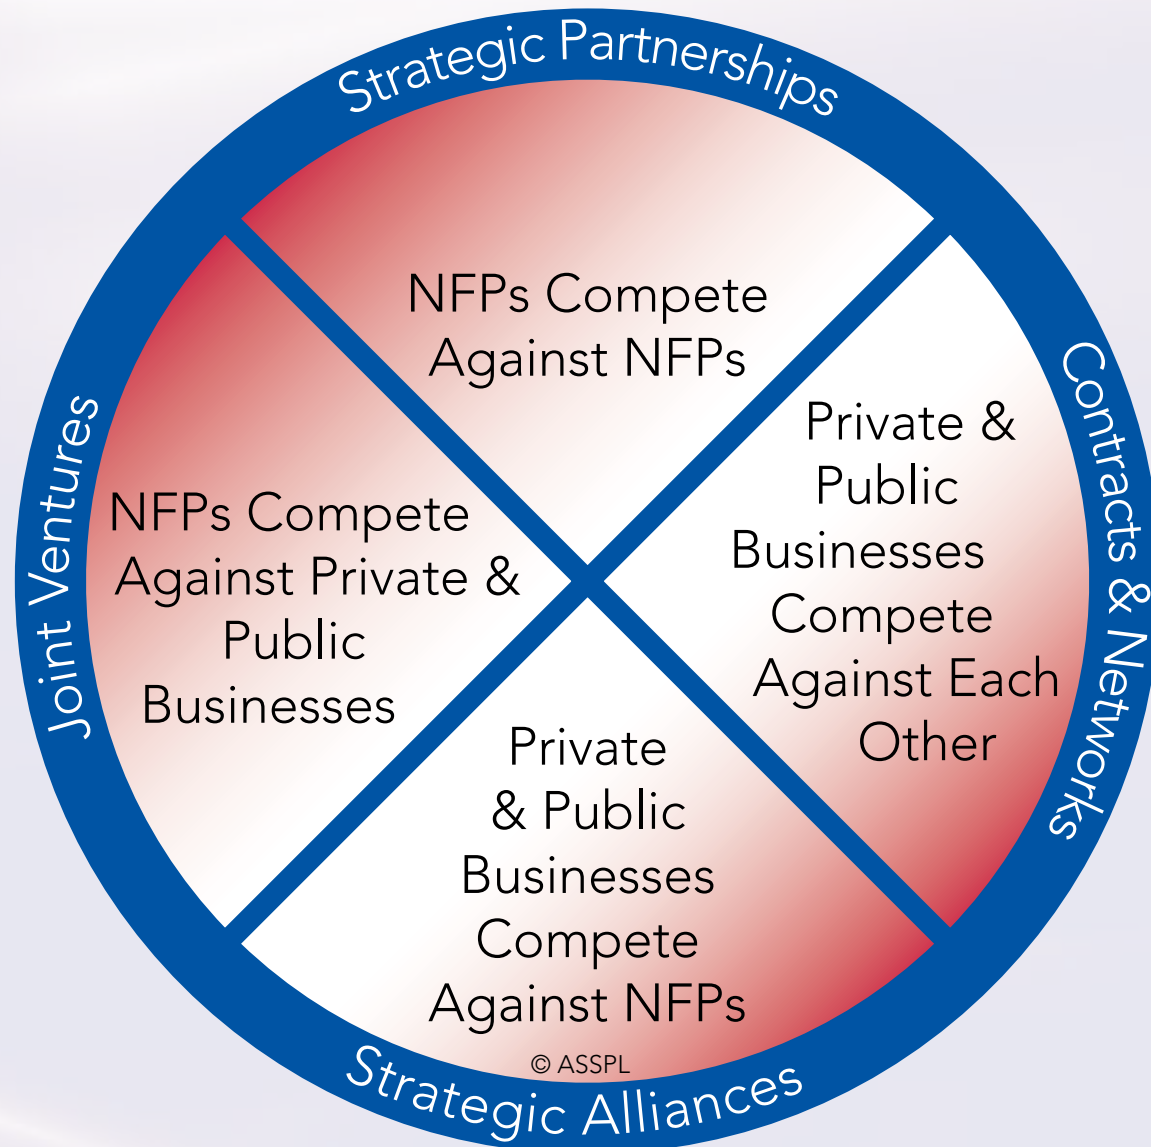 Strategic Partnerships
NFPs Compete
Against NFPs
Contracts & Networks
Private &
Public
Businesses
Compete
Against Each
Other
Joint Ventures
NFPs Compete
Against Private &
Public
Businesses
Private
& Public
Businesses
Compete
Against NFPs
© ASSPL
Strategic Alliances